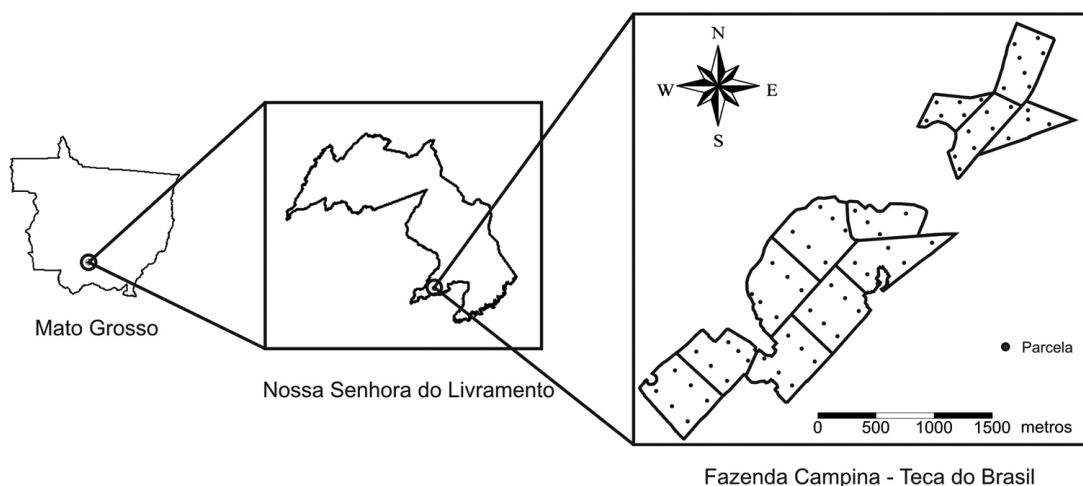 Mato Grosso
Nossa Senhora do Livramento
N
W
E
S
Parcela
0 500 1000 1500 metros
Fazenda Campina - Teca do Brasil